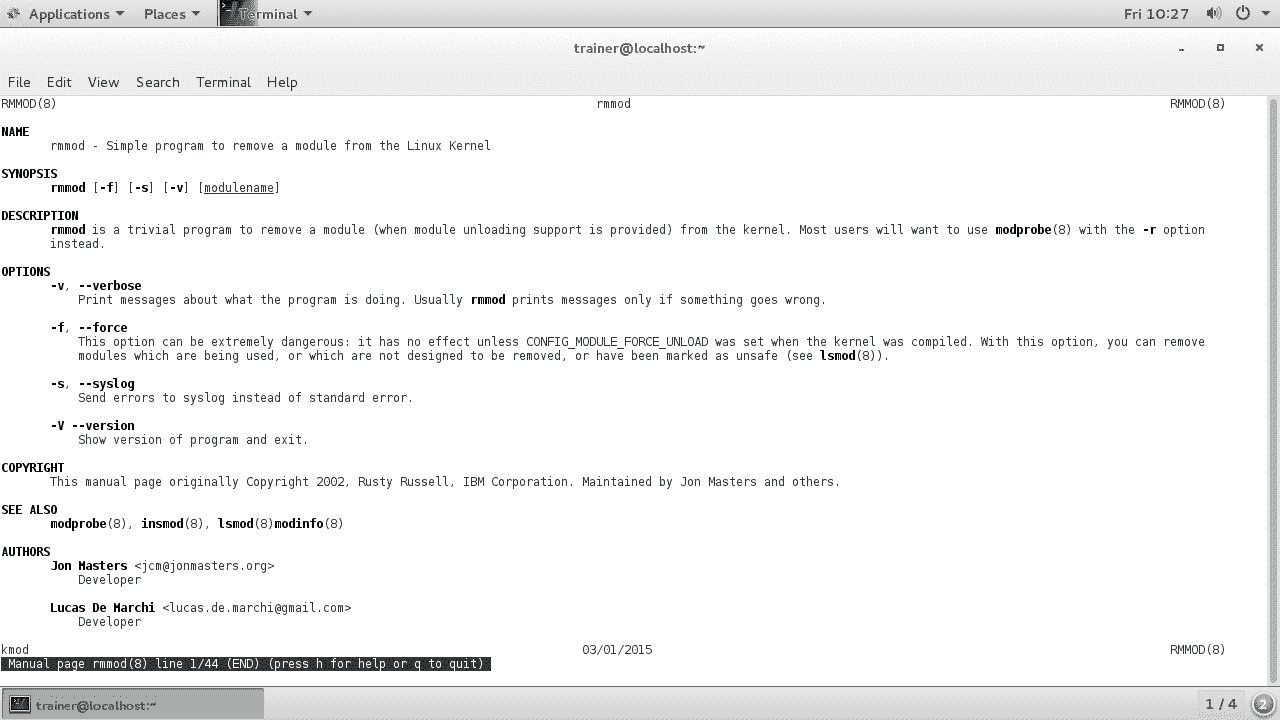 Applications Places Terminal Fri 10:27
trainer@localhost:~
File Edit View Search Terminal Help
RMMOD(8) rmmod RMMOD(8)
NAME
rmmod - Simple program to remove a module from the Linux Kernel
SYNOPSIS
rmmod [-f] [-s] [-v] [modulename]
DESCRIPTION
rmmod is a trivial program to remove a module (when module unloading support is provided) from the kernel. Most users will want to use modprobe(8) with the -r option
instead.
OPTIONS
-v, --verbose
Print messages about what the program is doing. Usually rmmod prints messages only if something goes wrong.
-f, --force
This option can be extremely dangerous: it has no effect unless CONFIG_MODULE_FORCE_UNLOAD was set when the kernel was compiled. With this option, you can remove
modules which are being used, or which are not designed to be removed, or have been marked as unsafe (see lsmod(8)).
-s, --syslog
Send errors to syslog instead of standard error.
-V --version
Show version of program and exit.
COPYRIGHT
This manual page originally Copyright 2002, Rusty Russell, IBM Corporation. Maintained by Jon Masters and others.
SEE ALSO
modprobe(8), insmod(8), lsmod(8)modinfo(8)
AUTHORS
Jon Masters <jcm@jonmasters.org>
Developer
Lucas De Marchi <lucas.de.marchi@gmail.com>
Developer
kmod 03/01/2015 RMMOD(8)
Manual page rmmod(8) line 1/44 (END) (press h for help or q to quit)
trainer@localhost:~ 1 / 4 2